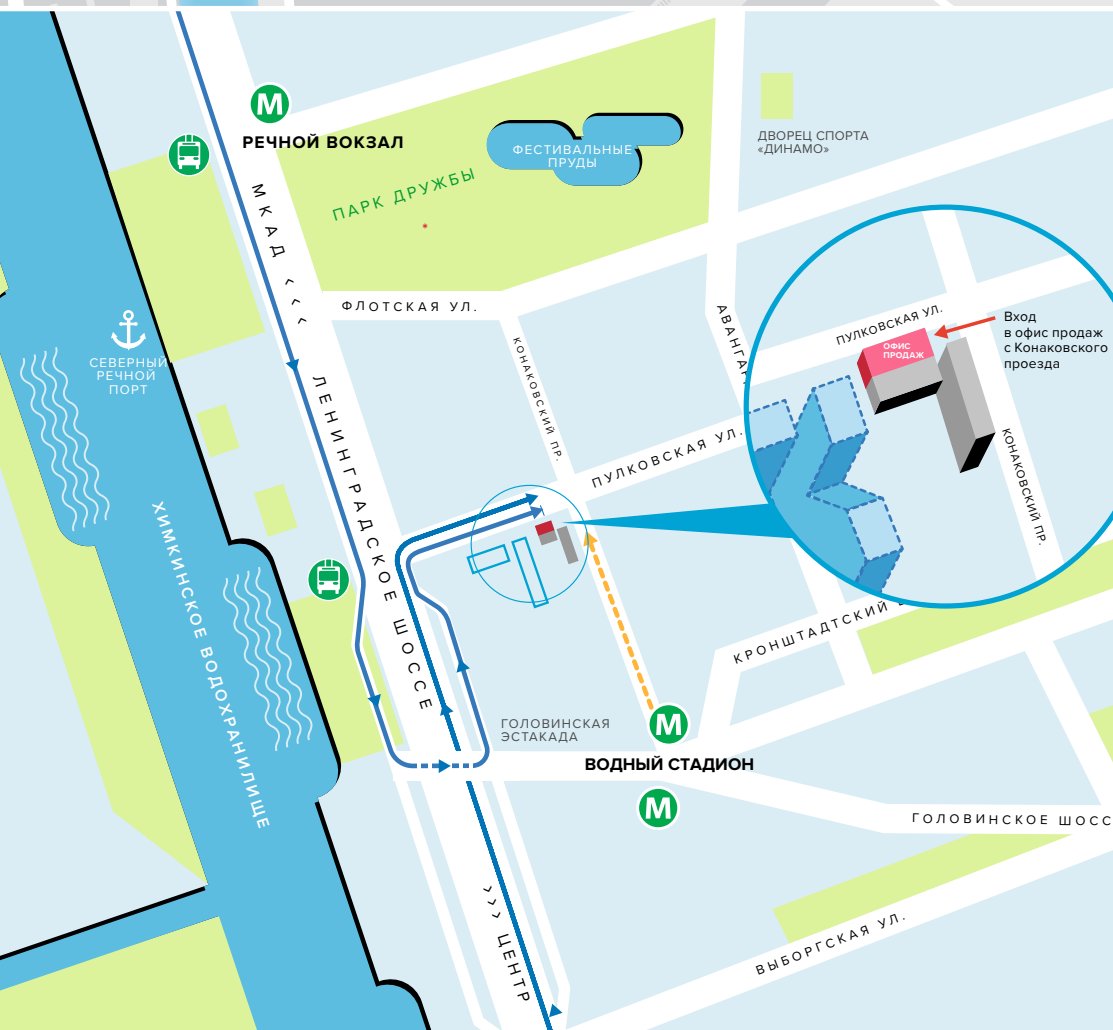 М
РЕЧНОЙ ВОКЗАЛ
ФЕСТИВАЛЬНЫЕ
ПРУДЫ
ДВОРЕЦ СПОРТА
«ДИНАМО»
ПАРК ДРУЖБЫ
МКАД < < <
ФЛОТСКАЯ УЛ.
СЕВЕРНЫЙ
РЕЧНОЙ
ПОРТ
КОНАКОВСКИЙ ПР.
ПУЛКОВСКАЯ УЛ.
ОФИС
ПРОДАЖ
Вход
в офис продаж
с Конаковского
проезда
КОНАКОВСКИЙ ПР.
ЛЕНИНГРАДСКОЕ ШОССЕ
ПУЛКОВСКАЯ УЛ.
ХИМКИНСКОЕ ВОДОХРАНИЛИЩЕ
КРОНШТАДТСКИЙ
ГОЛОВИНСКАЯ
ЭСТАКАДА
М
ВОДНЫЙ СТАДИОН
М
ГОЛОВИНСКОЕ ШОСС
>>> ЦЕНТР
ВЫБОРГСКАЯ УЛ.